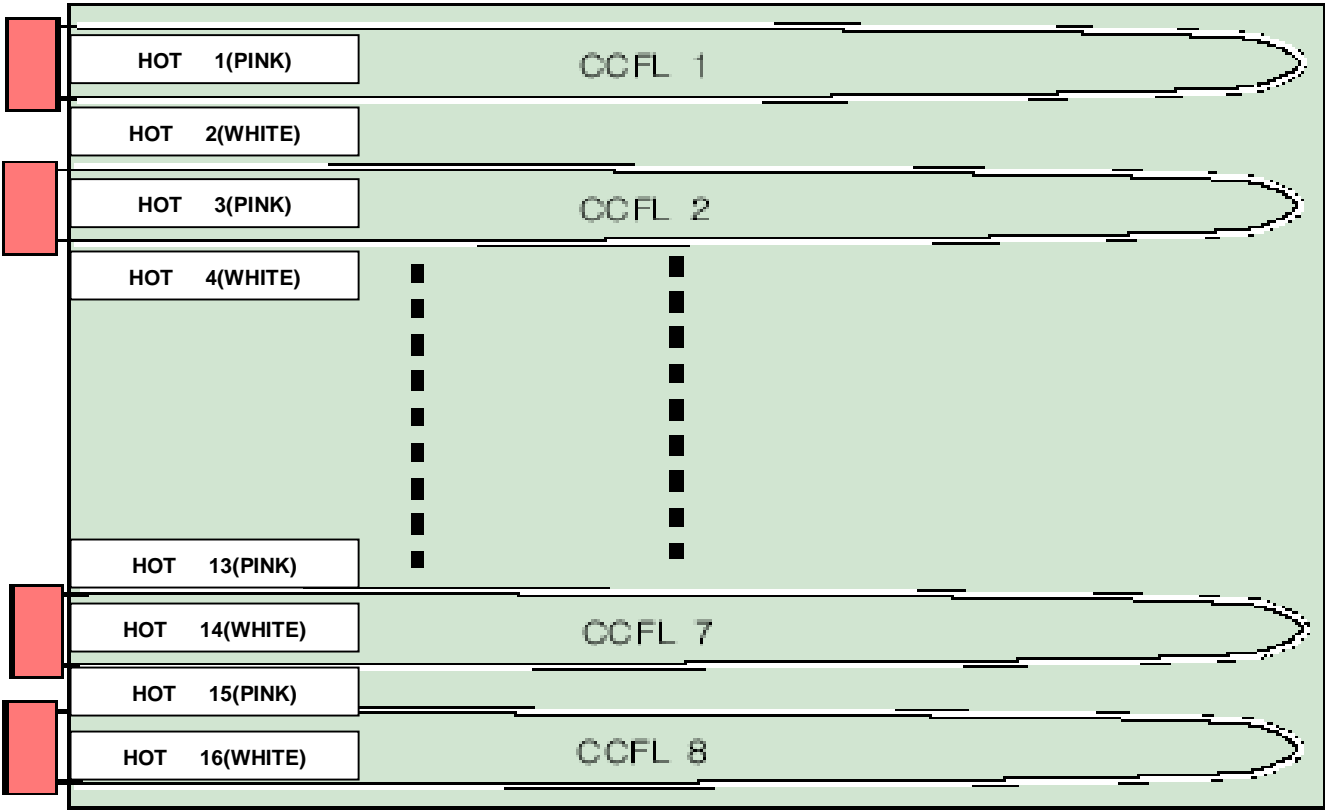 HOT 1(PINK)
CCFL 1
HOT 2(WHITE)
HOT 3(PINK)
CCFL 2
HOT 4(WHITE)
HOT 13(PINK)
HOT 14(WHITE)
CCFL 7
HOT 15(PINK)
HOT 16(WHITE)
CCFL 8